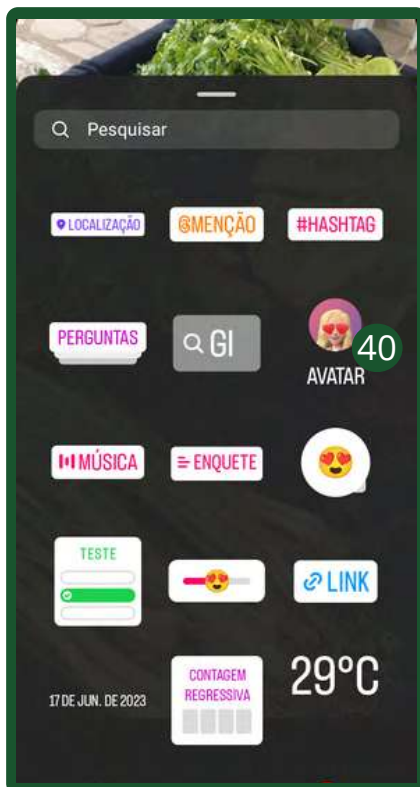 Pesquisar
LOCALIZAÇÃO
@MENÇÃO
#HASHTAG
PERGUNTAS
GI
40
AVATAR
MÚSICA
ENQUETE
TESTE
LINK
17 DE JUN. DE 2023
CONTAGEM
REGRESSIVA
29°C